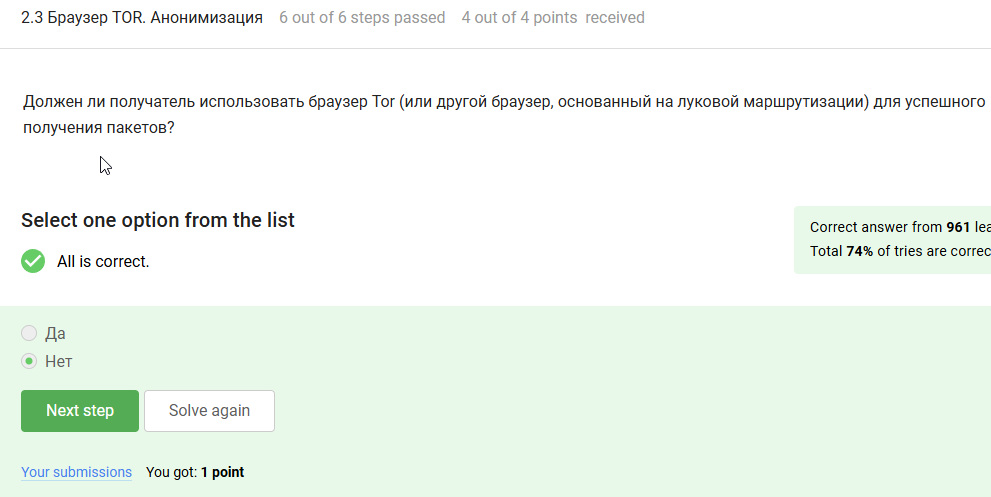 2.3 Браузер TOR. Анонимизация 6 out of 6 steps passed 4 out of 4 points received
Должен ли получатель использовать браузер Tor (или другой браузер, основанный на луковой маршрутизации) для успешного
получения пакетов?
Select one option from the list
Correct answer from 961 lea
All is correct.
Total 74% of tries are correc
Да
Нет
Next step Solve again
Your submissions You got: 1 point